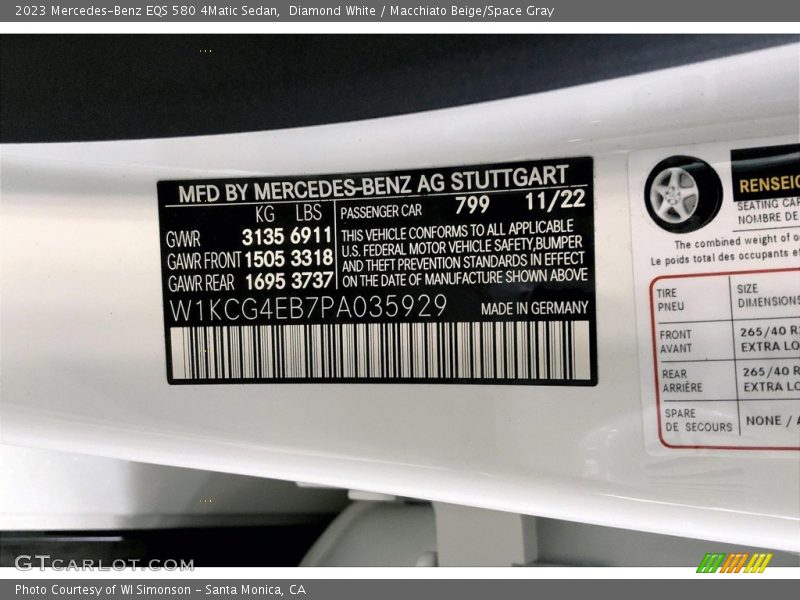 2023 Mercedes-Benz EQS 580 4Matic Sedan,  Diamond White / Macchiato Beige/Space Gray
MFD BY MERCEDES-BENZ AG STUTTGART
KG LBS
GVWR 3135 6911
GAWR FRONT 1505 3318
GAWR REAR 1695 3737
PASSENGER CAR 799 11/22
THIS VEHICLE CONFORMS TO ALL APPLICABLE
U.S. FEDERAL MOTOR VEHICLE SAFETY,BUMPER
AND THEFT PREVENTION STANDARDS IN EFFECT
ON THE DATE OF MANUFACTURE SHOWN ABOVE
W1KCG4EB7PA035929
MADE IN GERMANY
SEATING
NOMBRE DE
The combined weight of
Le poids total des occupants
TIRE
PNEU
SIZE
DIMENSIONS
FRONT
AVANT
265/40
EXTRA
REAR
ARRIÈRE
265/40
EXTRA
SPARE
DE SECOURS
NONE /
GTCARLOT.COM
Photo Courtesy of WI Simonson - Santa Monica, CA